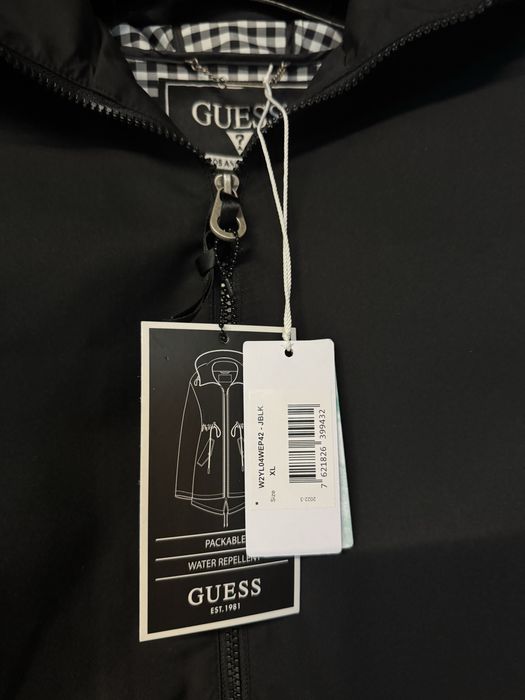 GUESS
?
PACKABLE
WATER REPELLENT
GUESS
EST.1981
W2YL04WEP42 - JBLK
Size XL
7 621826 399432
2022-3